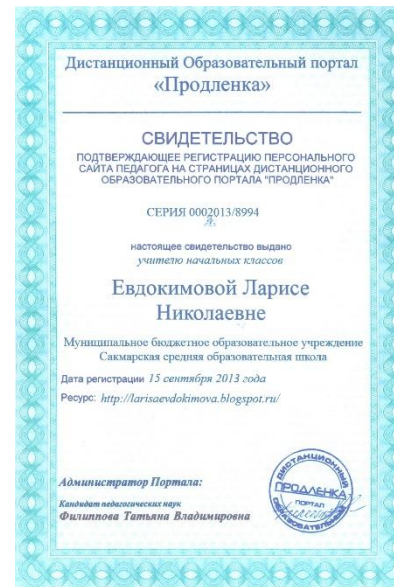 Дистанционный Образовательный портал
«Продленка»
СВИДЕТЕЛЬСТВО
ПОДТВЕРЖДАЮЩЕЕ РЕГИСТРАЦИЮ ПЕРСОНАЛЬНОГО
САЙТА ПЕДАГОГА НА СТРАНИЦАХ ДИСТАНЦИОННОГО
ОБРАЗОВАТЕЛЬНОГО ПОРТАЛА "ПРОДЛЕНКА"
СЕРИЯ 0002013/8994
настоящее свидетельство выдано
учителю начальных классов
Евдокимовой Ларисе
Николаевне
Муниципальное бюджетное образовательное учреждение
Сакмарская средняя образовательная школа
Дата регистрации 15 сентября 2013 года
Ресурс: http://larisaevdokimova.blogspot.ru/
Администратор Портала:
Кандидат педагогических наук
Филиппова Татьяна Владимировна
ДИСТАНЦИОННЫЙ
ПРОДЛЕНКА
ПОРТАЛ
ОБРАЗОВАТЕЛЬНЫЙ